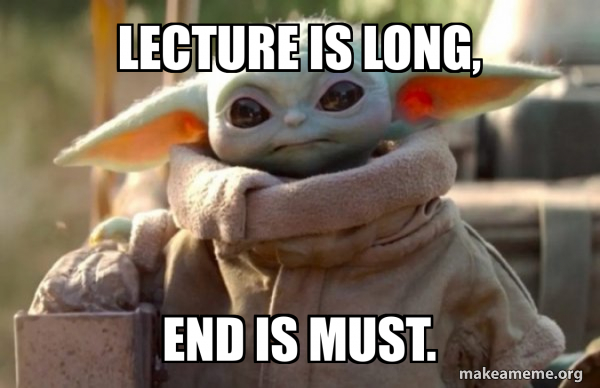 LECTURE IS LONG,
END IS MUST.
makeameme.org